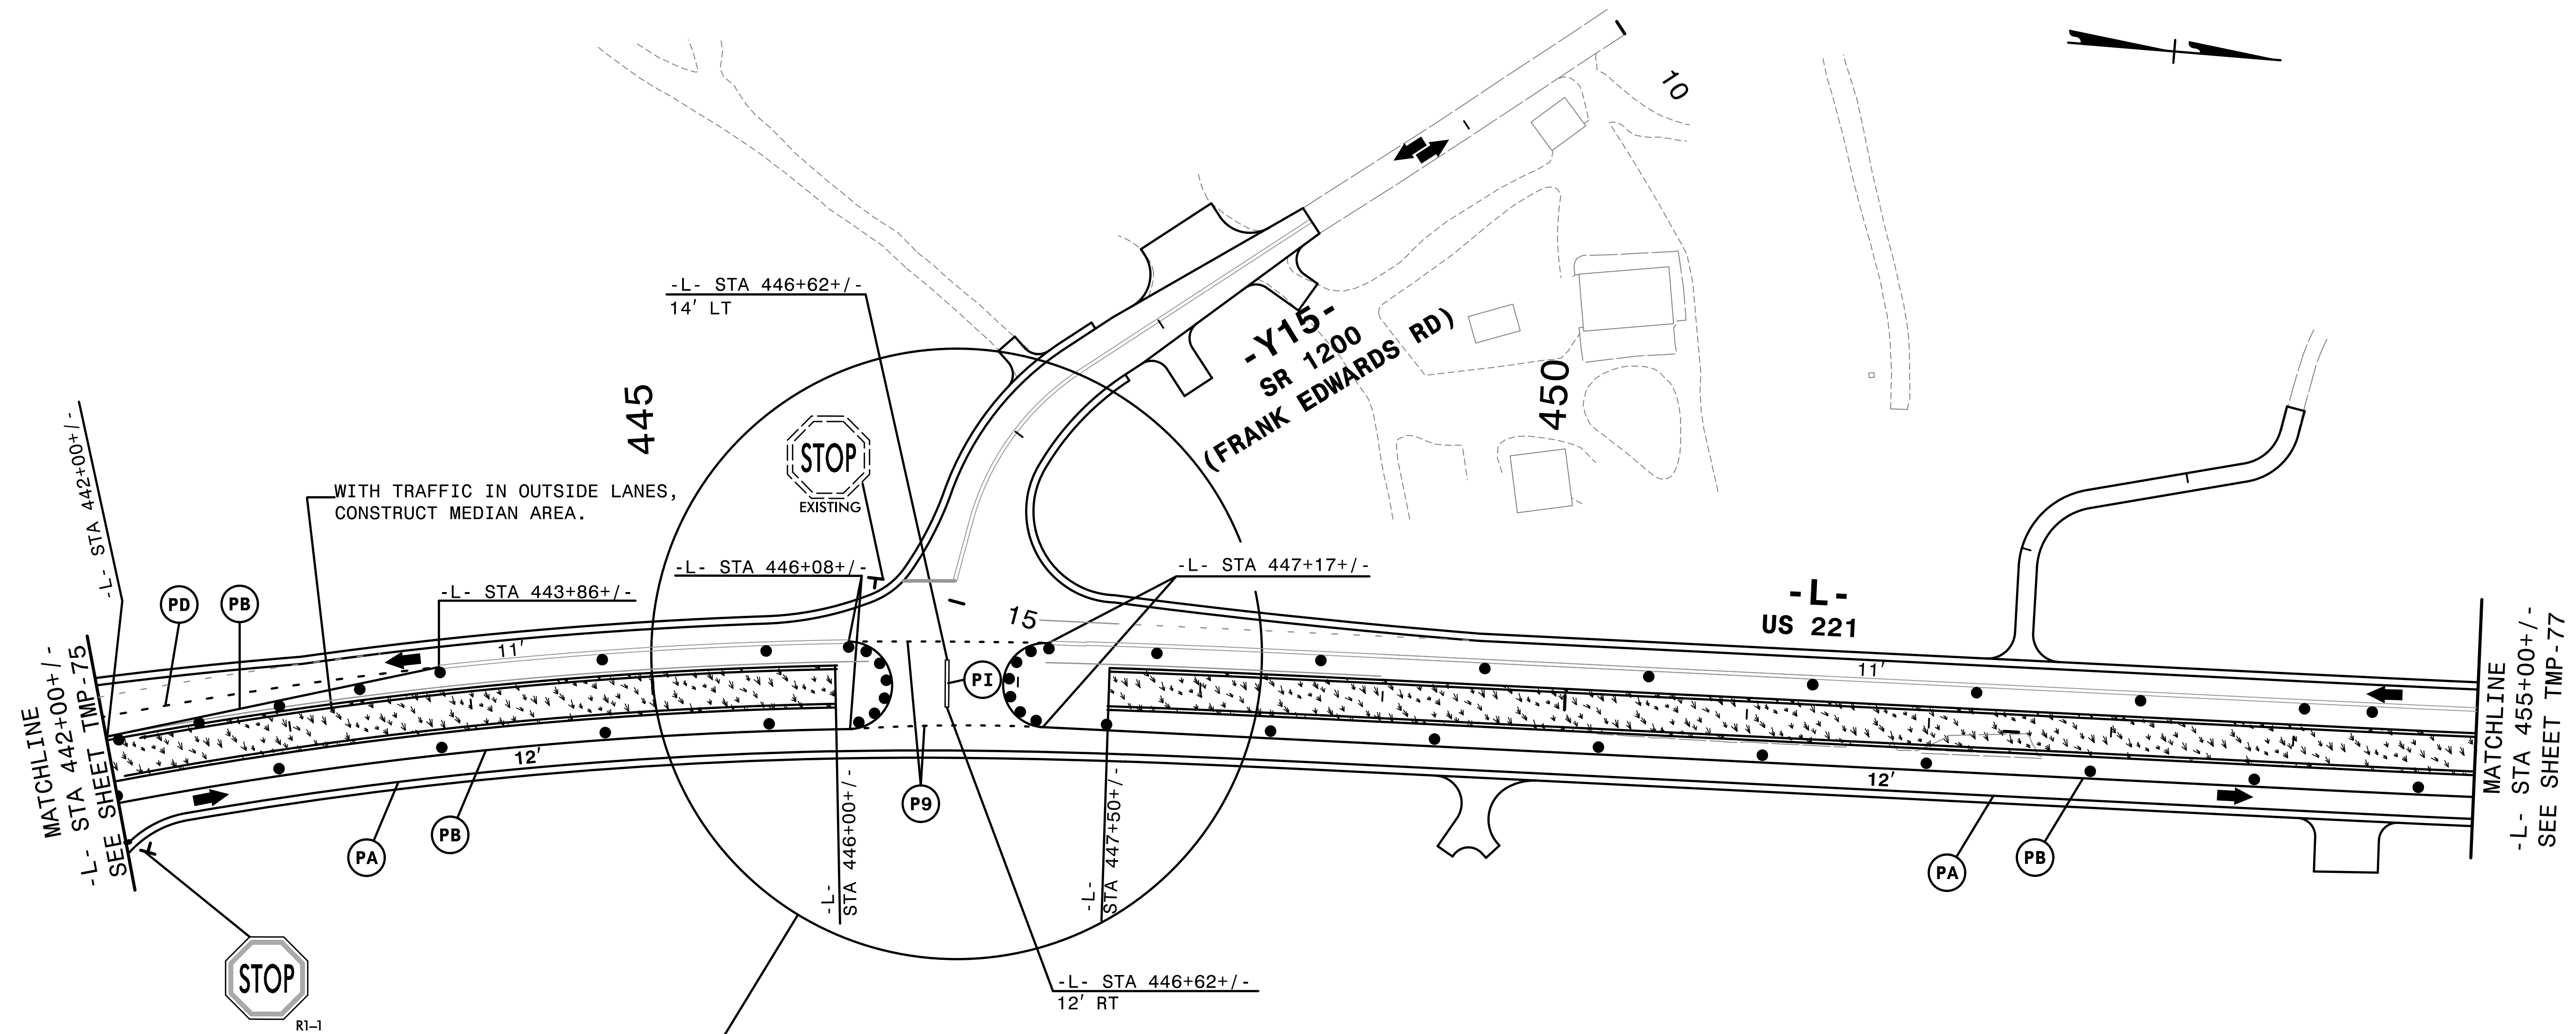 10
-L- STA 446+62+/-
14' LT
-Y15-
SR 1200
(FRANK EDWARDS RD)
445
450
STOP
EXISTING
-L- STA 442+00+/-
WITH TRAFFIC IN OUTSIDE LANES,
CONSTRUCT MEDIAN AREA.
-L- STA 446+08+/-
-L- STA 447+17+/-
-L- STA 443+86+/-
PD
PB
15
-L-
US 221
11'
11'
PI
MATCHLINE
-L- STA 442+00+/-
SEE SHEET TMP-75
MATCHLINE
-L- STA 455+00+/-
SEE SHEET TMP-77
12'
12'
P9
PA
PB
PA
PB
-L-
STA 446+00+/-
-L-
STA 447+50+/-
STOP
R1-1
-L- STA 446+62+/-
12' RT